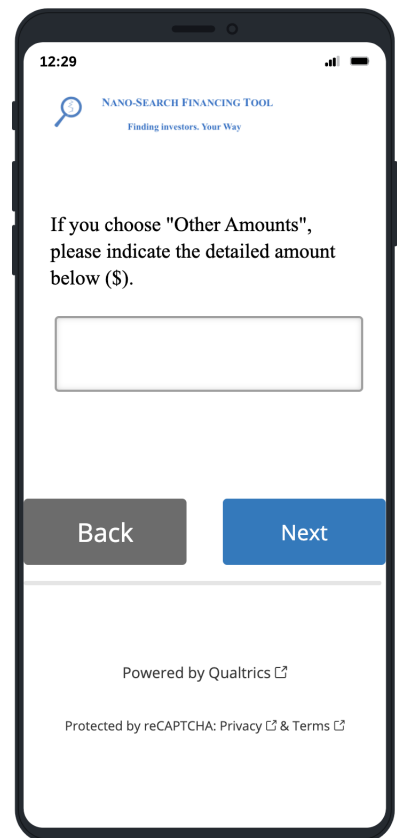 12:29
$
NANO-SEARCH FINANCING TOOL
Finding investors. Your Way
If you choose "Other Amounts",
please indicate the detailed amount
below ($).
Back
Next
Powered by Qualtrics
Protected by reCAPTCHA: Privacy & Terms